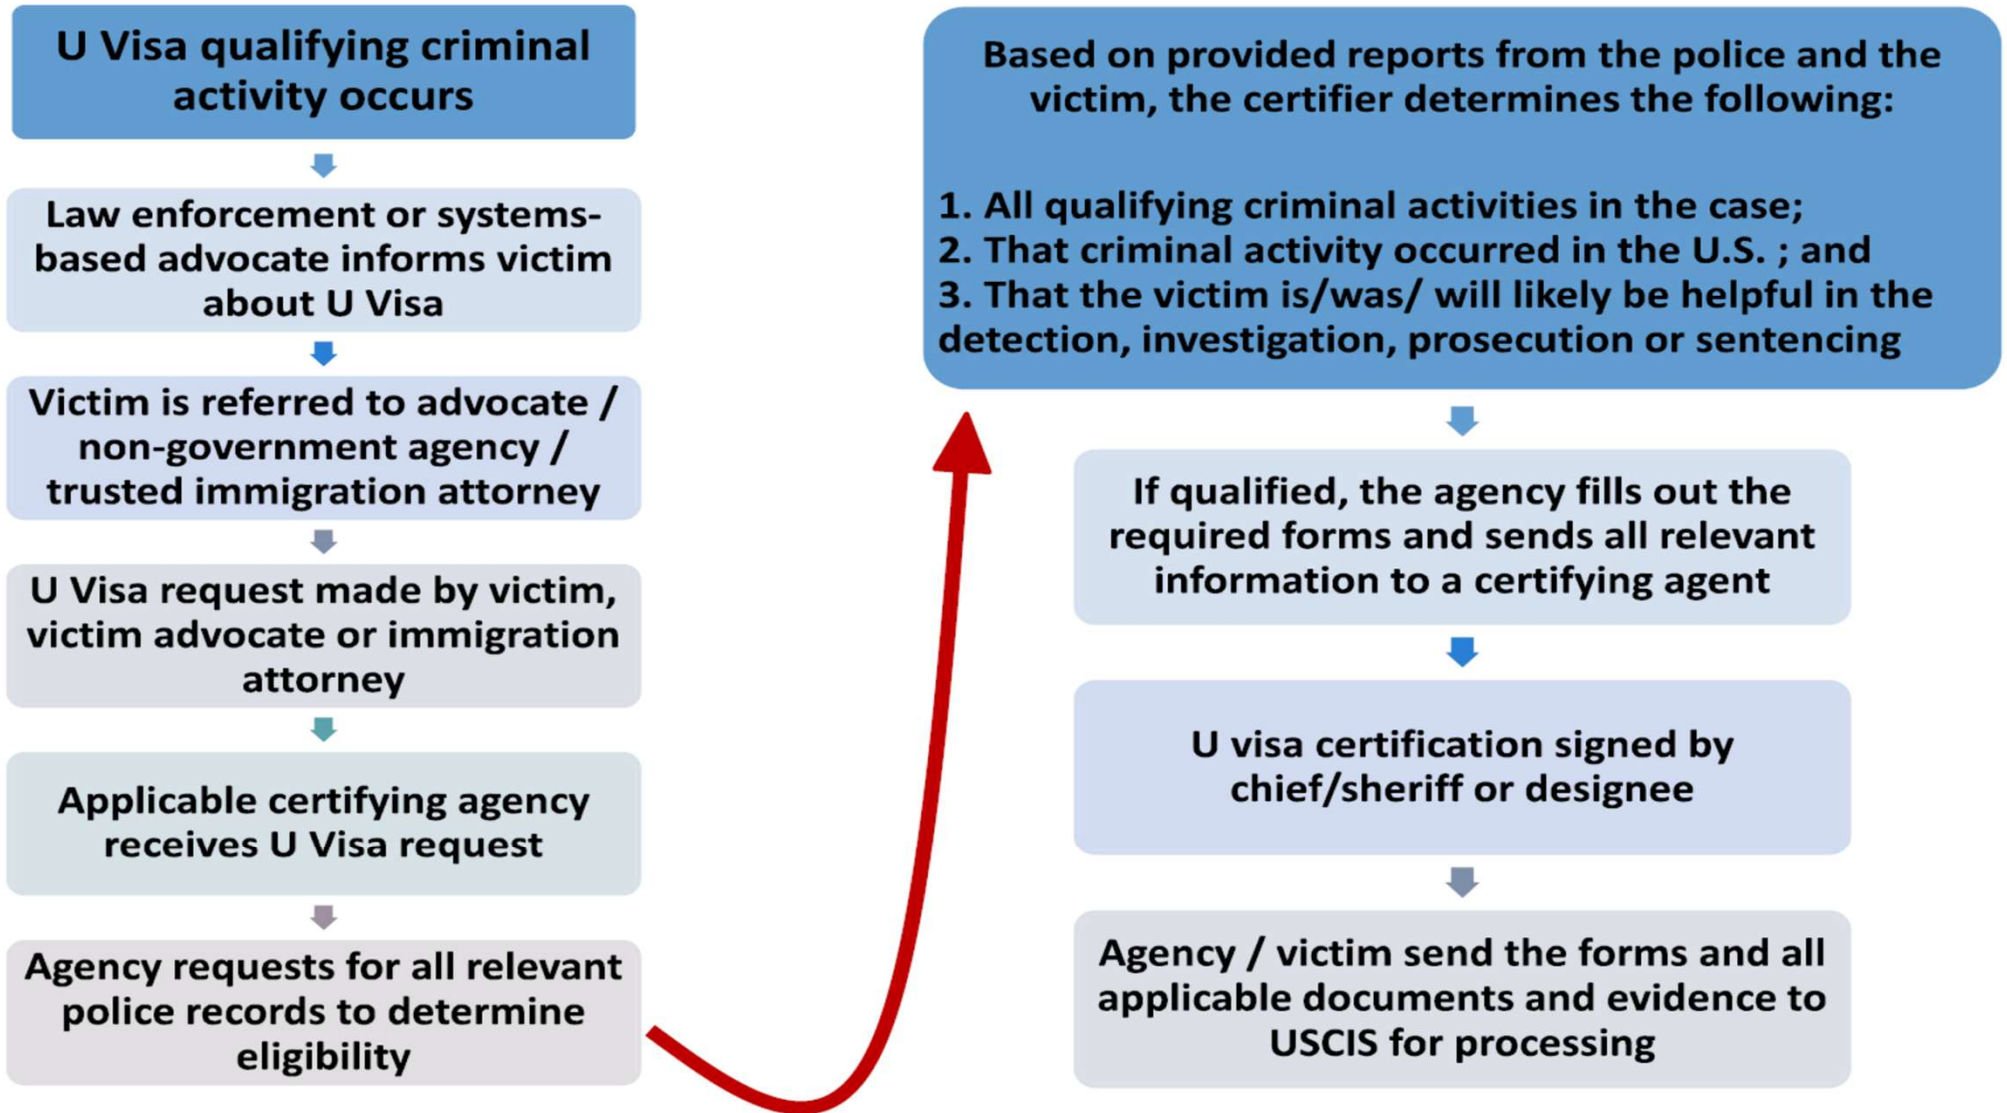 U Visa qualifying criminal
activity occurs
Law enforcement or systems-
based advocate informs victim
about U Visa
Victim is referred to advocate /
non-government agency /
trusted immigration attorney
U Visa request made by victim,
victim advocate or immigration
attorney
Applicable certifying agency
receives U Visa request
Agency requests for all relevant
police records to determine
eligibility
Based on provided reports from the police and the
victim, the certifier determines the following:
1. All qualifying criminal activities in the case;
2. That criminal activity occurred in the U.S. ; and
3. That the victim is/was/ will likely be helpful in the
detection, investigation, prosecution or sentencing
If qualified, the agency fills out the
required forms and sends all relevant
information to a certifying agent
U visa certification signed by
chief/sheriff or designee
Agency / victim send the forms and all
applicable documents and evidence to
USCIS for processing